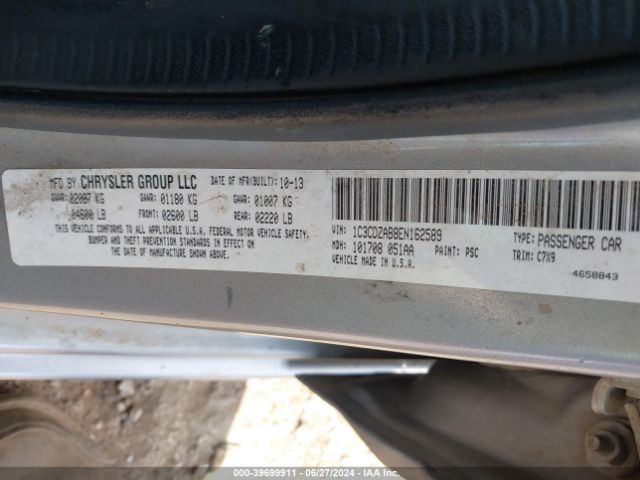 MFD BY CHRYSLER GROUP LLC DATE OF MFR(BUILT): 10-13
GVWR: 02087 KG GAWR: 01180 KG GAWR: 01007 KG
04600 LB FRONT: 02600 LB REAR: 02220 LB
THIS VEHICLE CONFORMS TO ALL APPLICABLE U.S.A. FEDERAL MOTOR VEHICLE SAFETY,
BUMPER AND THEFT PREVENTION STANDARDS IN EFFECT ON
THE DATE OF MANUFACTURE SHOWN ABOVE.
VIN: 1C3CDZAB8EN162589 TYPE: PASSENGER CAR
MDH: 101708 051AA PAINT: PSC TRIM: C7X9
VEHICLE MADE IN U.S.A.
4658843
000-39699911 - 06/27/2024 - IAA Inc.